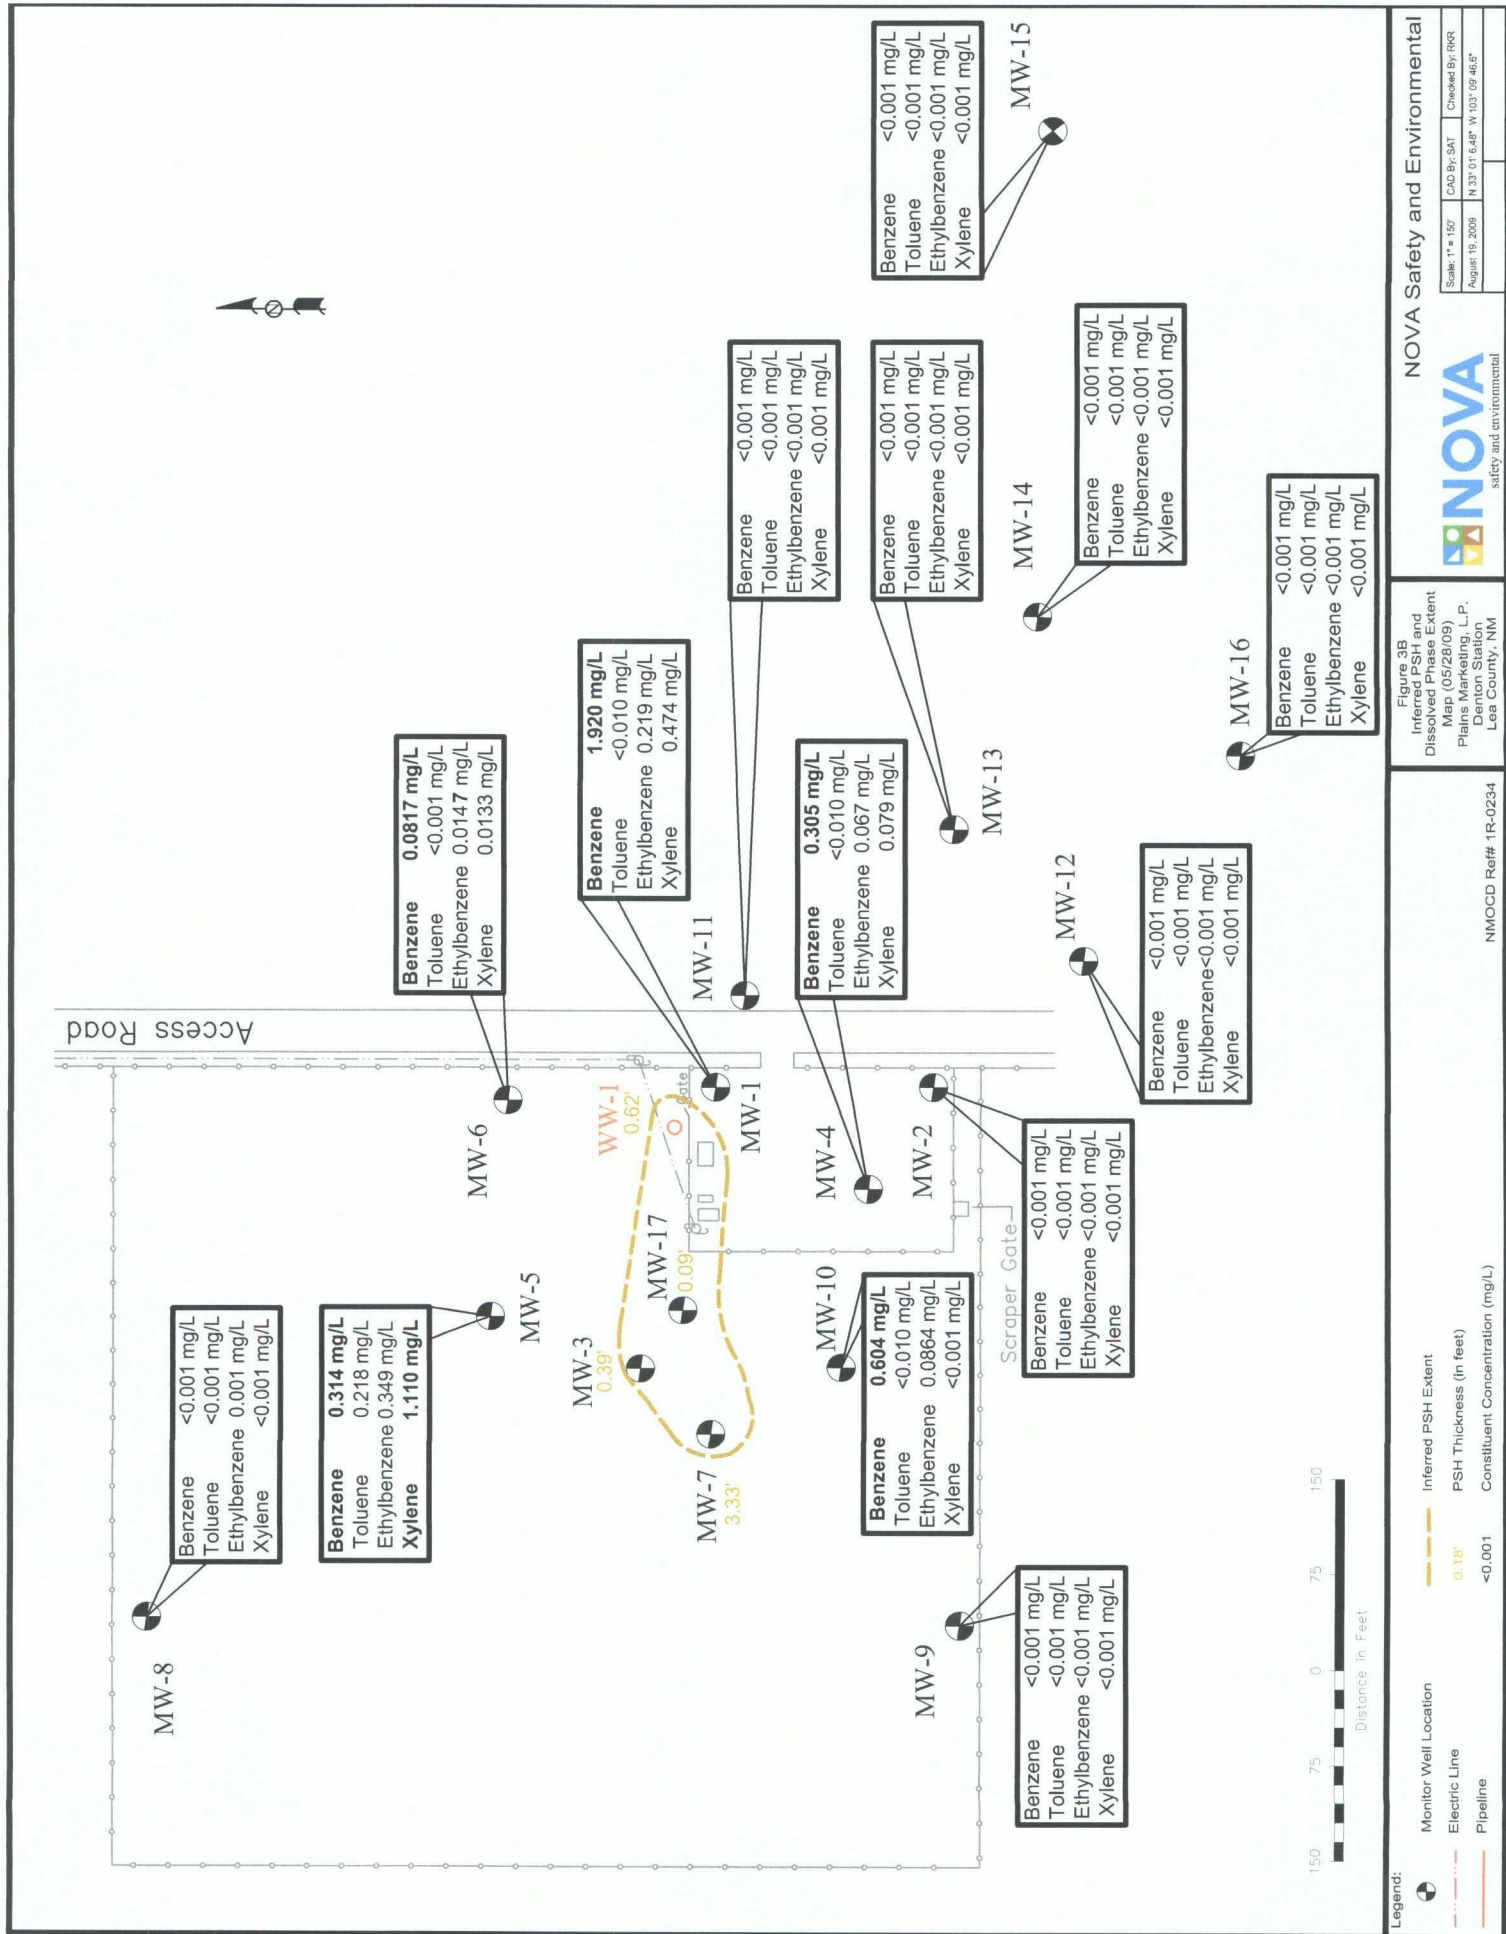 Access Road
MW-8
Benzene <0.001 mg/L
Toluene <0.001 mg/L
Ethylbenzene 0.001 mg/L
Xylene <0.001 mg/L
Benzene 0.314 mg/L
Toluene 0.218 mg/L
Ethylbenzene 0.349 mg/L
Xylene 1.110 mg/L
MW-5
MW-6
Benzene 0.0817 mg/L
Toluene <0.001 mg/L
Ethylbenzene 0.0147 mg/L
Xylene 0.0133 mg/L
N
MW-3
0.39'
WW-1
0.62'
MW-17
0.09'
MW-7
3.33'
Gate
MW-1
Benzene 1.920 mg/L
Toluene <0.010 mg/L
Ethylbenzene 0.219 mg/L
Xylene 0.474 mg/L
MW-11
Benzene <0.001 mg/L
Toluene <0.001 mg/L
Ethylbenzene <0.001 mg/L
Xylene <0.001 mg/L
MW-10
Benzene 0.604 mg/L
Toluene <0.010 mg/L
Ethylbenzene 0.0864 mg/L
Xylene <0.001 mg/L
MW-4
Benzene 0.305 mg/L
Toluene <0.010 mg/L
Ethylbenzene 0.067 mg/L
Xylene 0.079 mg/L
Benzene <0.001 mg/L
Toluene <0.001 mg/L
Ethylbenzene <0.001 mg/L
Xylene <0.001 mg/L
MW-13
Benzene <0.001 mg/L
Toluene <0.001 mg/L
Ethylbenzene <0.001 mg/L
Xylene <0.001 mg/L
MW-15
MW-9
Benzene <0.001 mg/L
Toluene <0.001 mg/L
Ethylbenzene <0.001 mg/L
Xylene <0.001 mg/L
MW-2
Scraper Gate
Benzene <0.001 mg/L
Toluene <0.001 mg/L
Ethylbenzene <0.001 mg/L
Xylene <0.001 mg/L
MW-12
Benzene <0.001 mg/L
Toluene <0.001 mg/L
Ethylbenzene<0.001 mg/L
Xylene <0.001 mg/L
MW-14
Benzene <0.001 mg/L
Toluene <0.001 mg/L
Ethylbenzene <0.001 mg/L
Xylene <0.001 mg/L
MW-16
Benzene <0.001 mg/L
Toluene <0.001 mg/L
Ethylbenzene <0.001 mg/L
Xylene <0.001 mg/L
150 75 0 75 150
Distance in Feet
Legend:
Monitor Well Location
Electric Line
Pipeline
Inferred PSH Extent
0.18' PSH Thickness (in feet)
<0.001 Constituent Concentration (mg/L)
NMOCD Ref# 1R-0234
Figure 3B
Inferred PSH and
Dissolved Phase Extent
Map (05/28/09)
Plains Marketing, L.P.
Denton Station
Lea County, NM
NOVA Safety and Environmental
NOVA
safety and environmental
Scale: 1" = 150' CAD By: SAT Checked By: RKR
August 19, 2009 N 33° 01' 6.48" W 103° 09' 46.6"